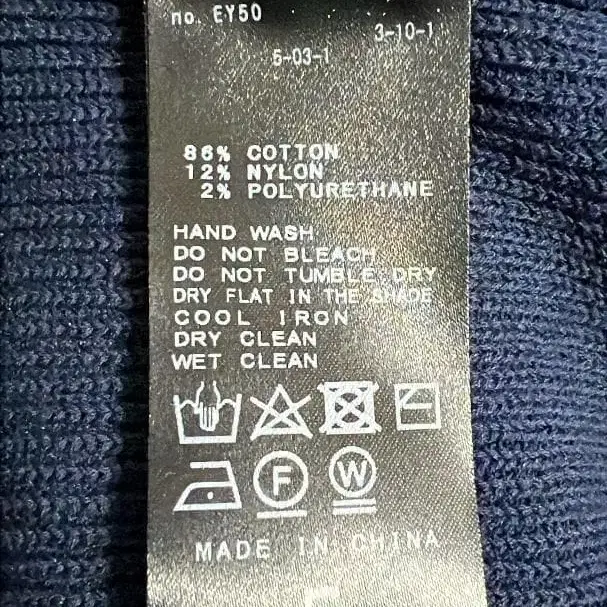 no. EY50
3-10-1
5-03-1
86% COTTON
12% NYLON
2% POLYURETHANE
HAND WASH
DO NOT BLEACH
DO NOT TUMBLE DRY
DRY FLAT IN THE SHADE
COOL IRON
DRY CLEAN
WET CLEAN
F W
MADE IN CHINA